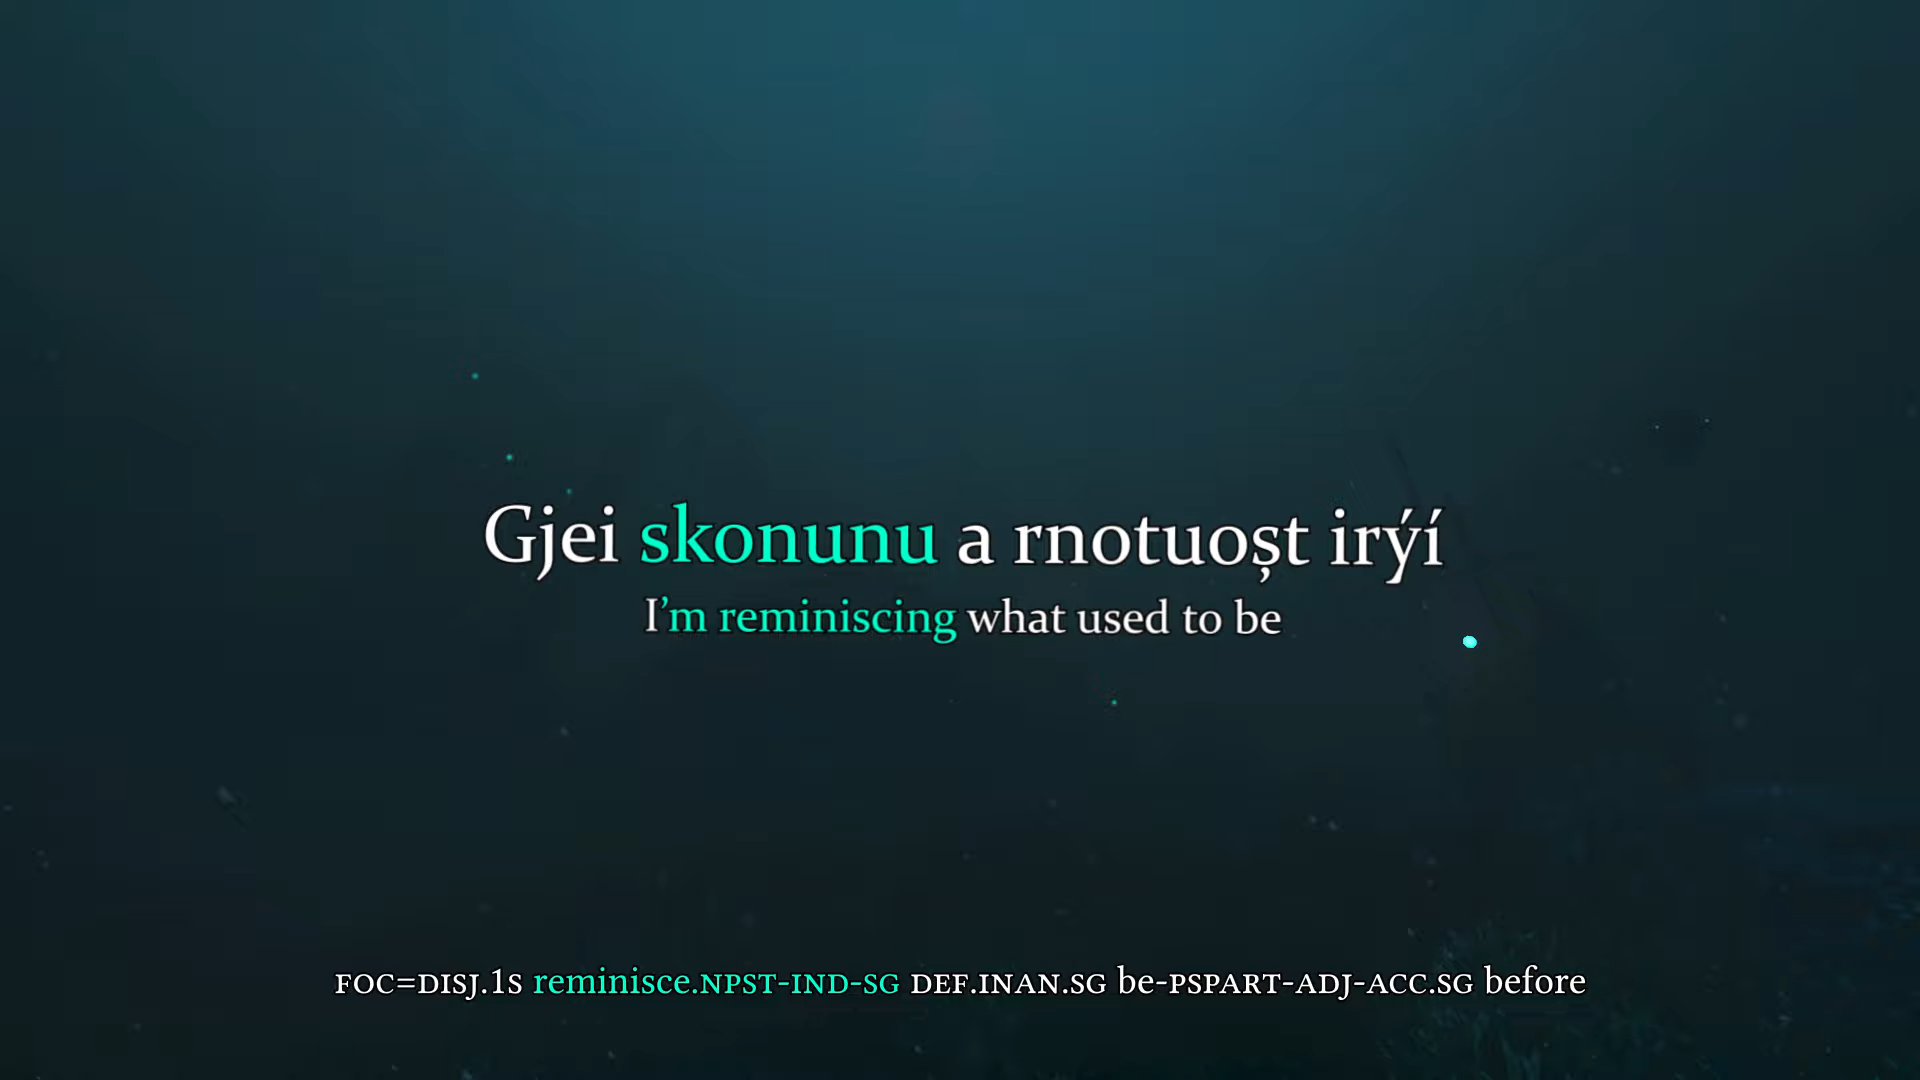 Gjei skonunu a rnotuoșt irý́í
I’m reminiscing what used to be
FOC=DISJ.1S reminisce.NPST-IND-SG DEF.INAN.SG be-PSPART-ADJ-ACC.SG before